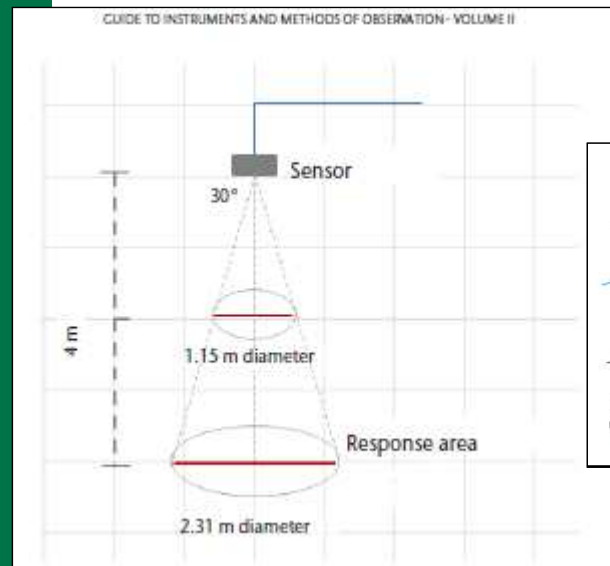 GUIDE TO INSTRUMENTS AND METHODS OF OBSERVATION - VOLUME II
Sensor
30°
4 m
1.15 m diameter
Response area
2.31 m diameter